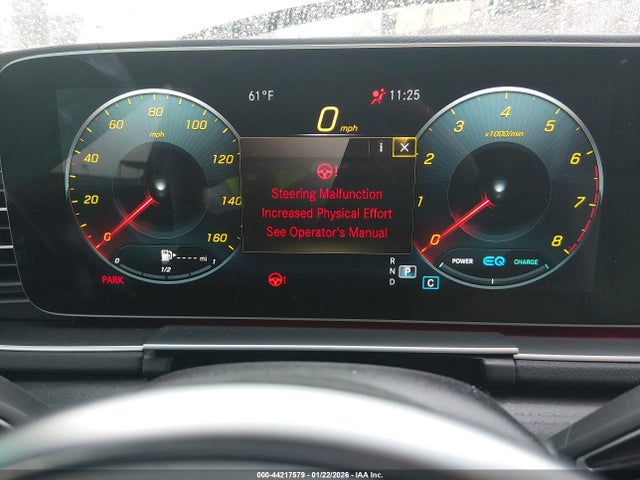 61°F
11:25
0 mph
i X
Steering Malfunction
Increased Physical Effort
See Operator's Manual
0 20 40 60 80 100 120 140 160
mph
0 1/2 1
--.--- mi
PARK
0 1 2 3 4 5 6 7 8
x1000/min
POWER EQ CHARGE
R
N P
D
C
000-44217579 - 01/22/2026 - IAA Inc.